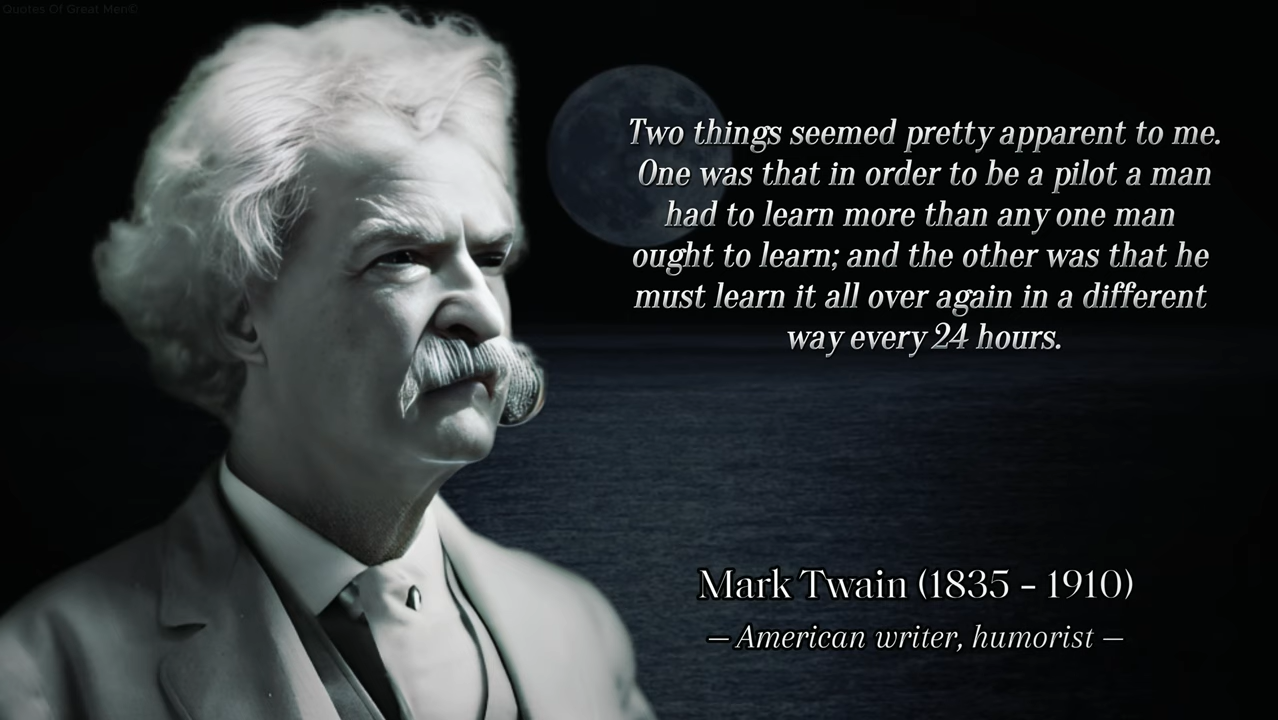 Quotes Of Great Men©
Two things seemed pretty apparent to me.
One was that in order to be a pilot a man
had to learn more than any one man
ought to learn; and the other was that he
must learn it all over again in a different
way every 24 hours.
Mark Twain (1835 - 1910)
– American writer, humorist –